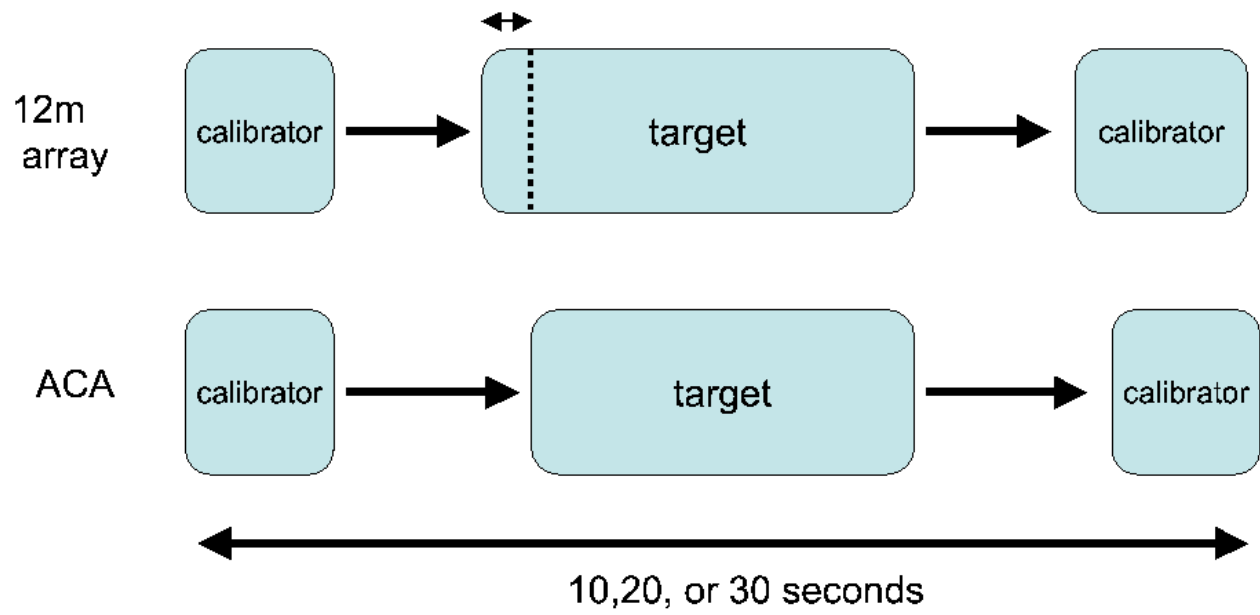 12m
array
calibrator
target
calibrator
ACA
calibrator
target
calibrator
10,20, or 30 seconds